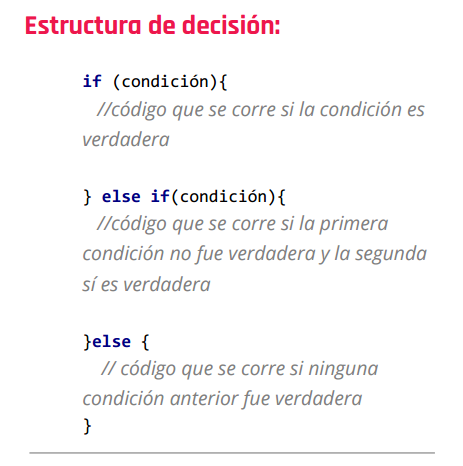 Estructura de decisión:
if (condición){
//código que se corre si la condición es
verdadera
} else if(condición){
//código que se corre si la primera
condición no fue verdadera y la segunda
sí es verdadera
}else {
// código que se corre si ninguna
condición anterior fue verdadera
}